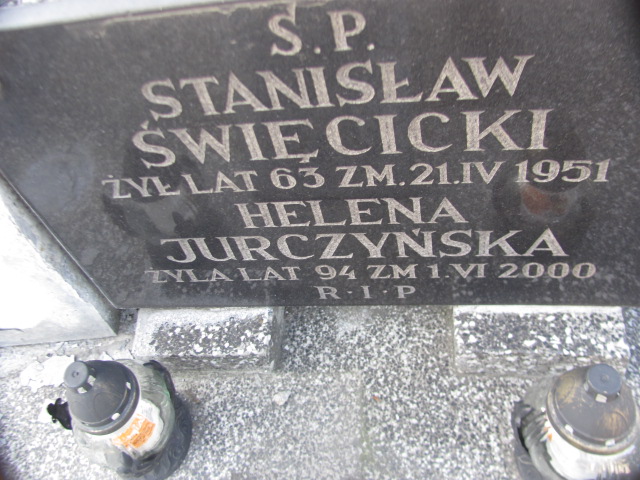 Ś.P.
STANISŁAW
ŚWIĘCICKI
ŻYŁ LAT 63 ZM. 21.IV 1951
HELENA
JURCZYŃSKA
ŻYŁA LAT 94 ZM 1.VI 2000
R.I.P